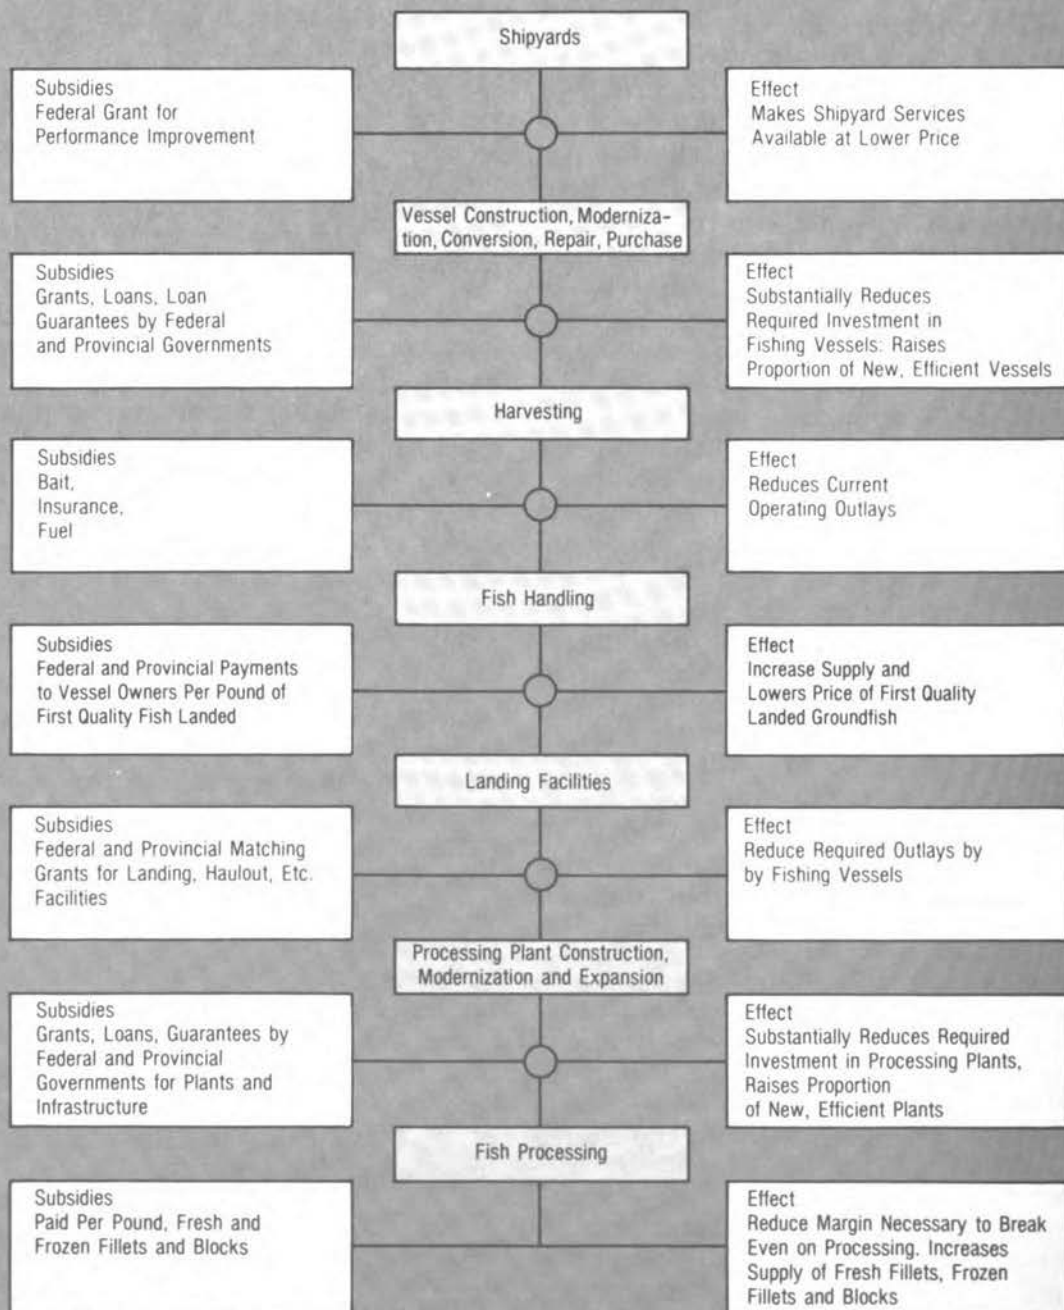 Shipyards
Subsidies
Federal Grant for
Performance Improvement
Effect
Makes Shipyard Services
Available at Lower Price
Vessel Construction, Moderniza-
tion, Conversion, Repair, Purchase
Subsidies
Grants, Loans, Loan
Guarantees by Federal
and Provincial Governments
Effect
Substantially Reduces
Required Investment in
Fishing Vessels: Raises
Proportion of New, Efficient Vessels
Harvesting
Subsidies
Bait,
Insurance,
Fuel
Effect
Reduces Current
Operating Outlays
Fish Handling
Subsidies
Federal and Provincial Payments
to Vessel Owners Per Pound of
First Quality Fish Landed
Effect
Increase Supply and
Lowers Price of First Quality
Landed Groundfish
Landing Facilities
Subsidies
Federal and Provincial Matching
Grants for Landing, Haulout, Etc.
Facilities
Effect
Reduce Required Outlays by
by Fishing Vessels
Processing Plant Construction,
Modernization and Expansion
Subsidies
Grants, Loans, Guarantees by
Federal and Provincial
Governments for Plants and
Infrastructure
Effect
Substantially Reduces Required
Investment in Processing Plants,
Raises Proportion
of New, Efficient Plants
Fish Processing
Subsidies
Paid Per Pound, Fresh and
Frozen Fillets and Blocks
Effect
Reduce Margin Necessary to Break
Even on Processing. Increases
Supply of Fresh Fillets, Frozen
Fillets and Blocks